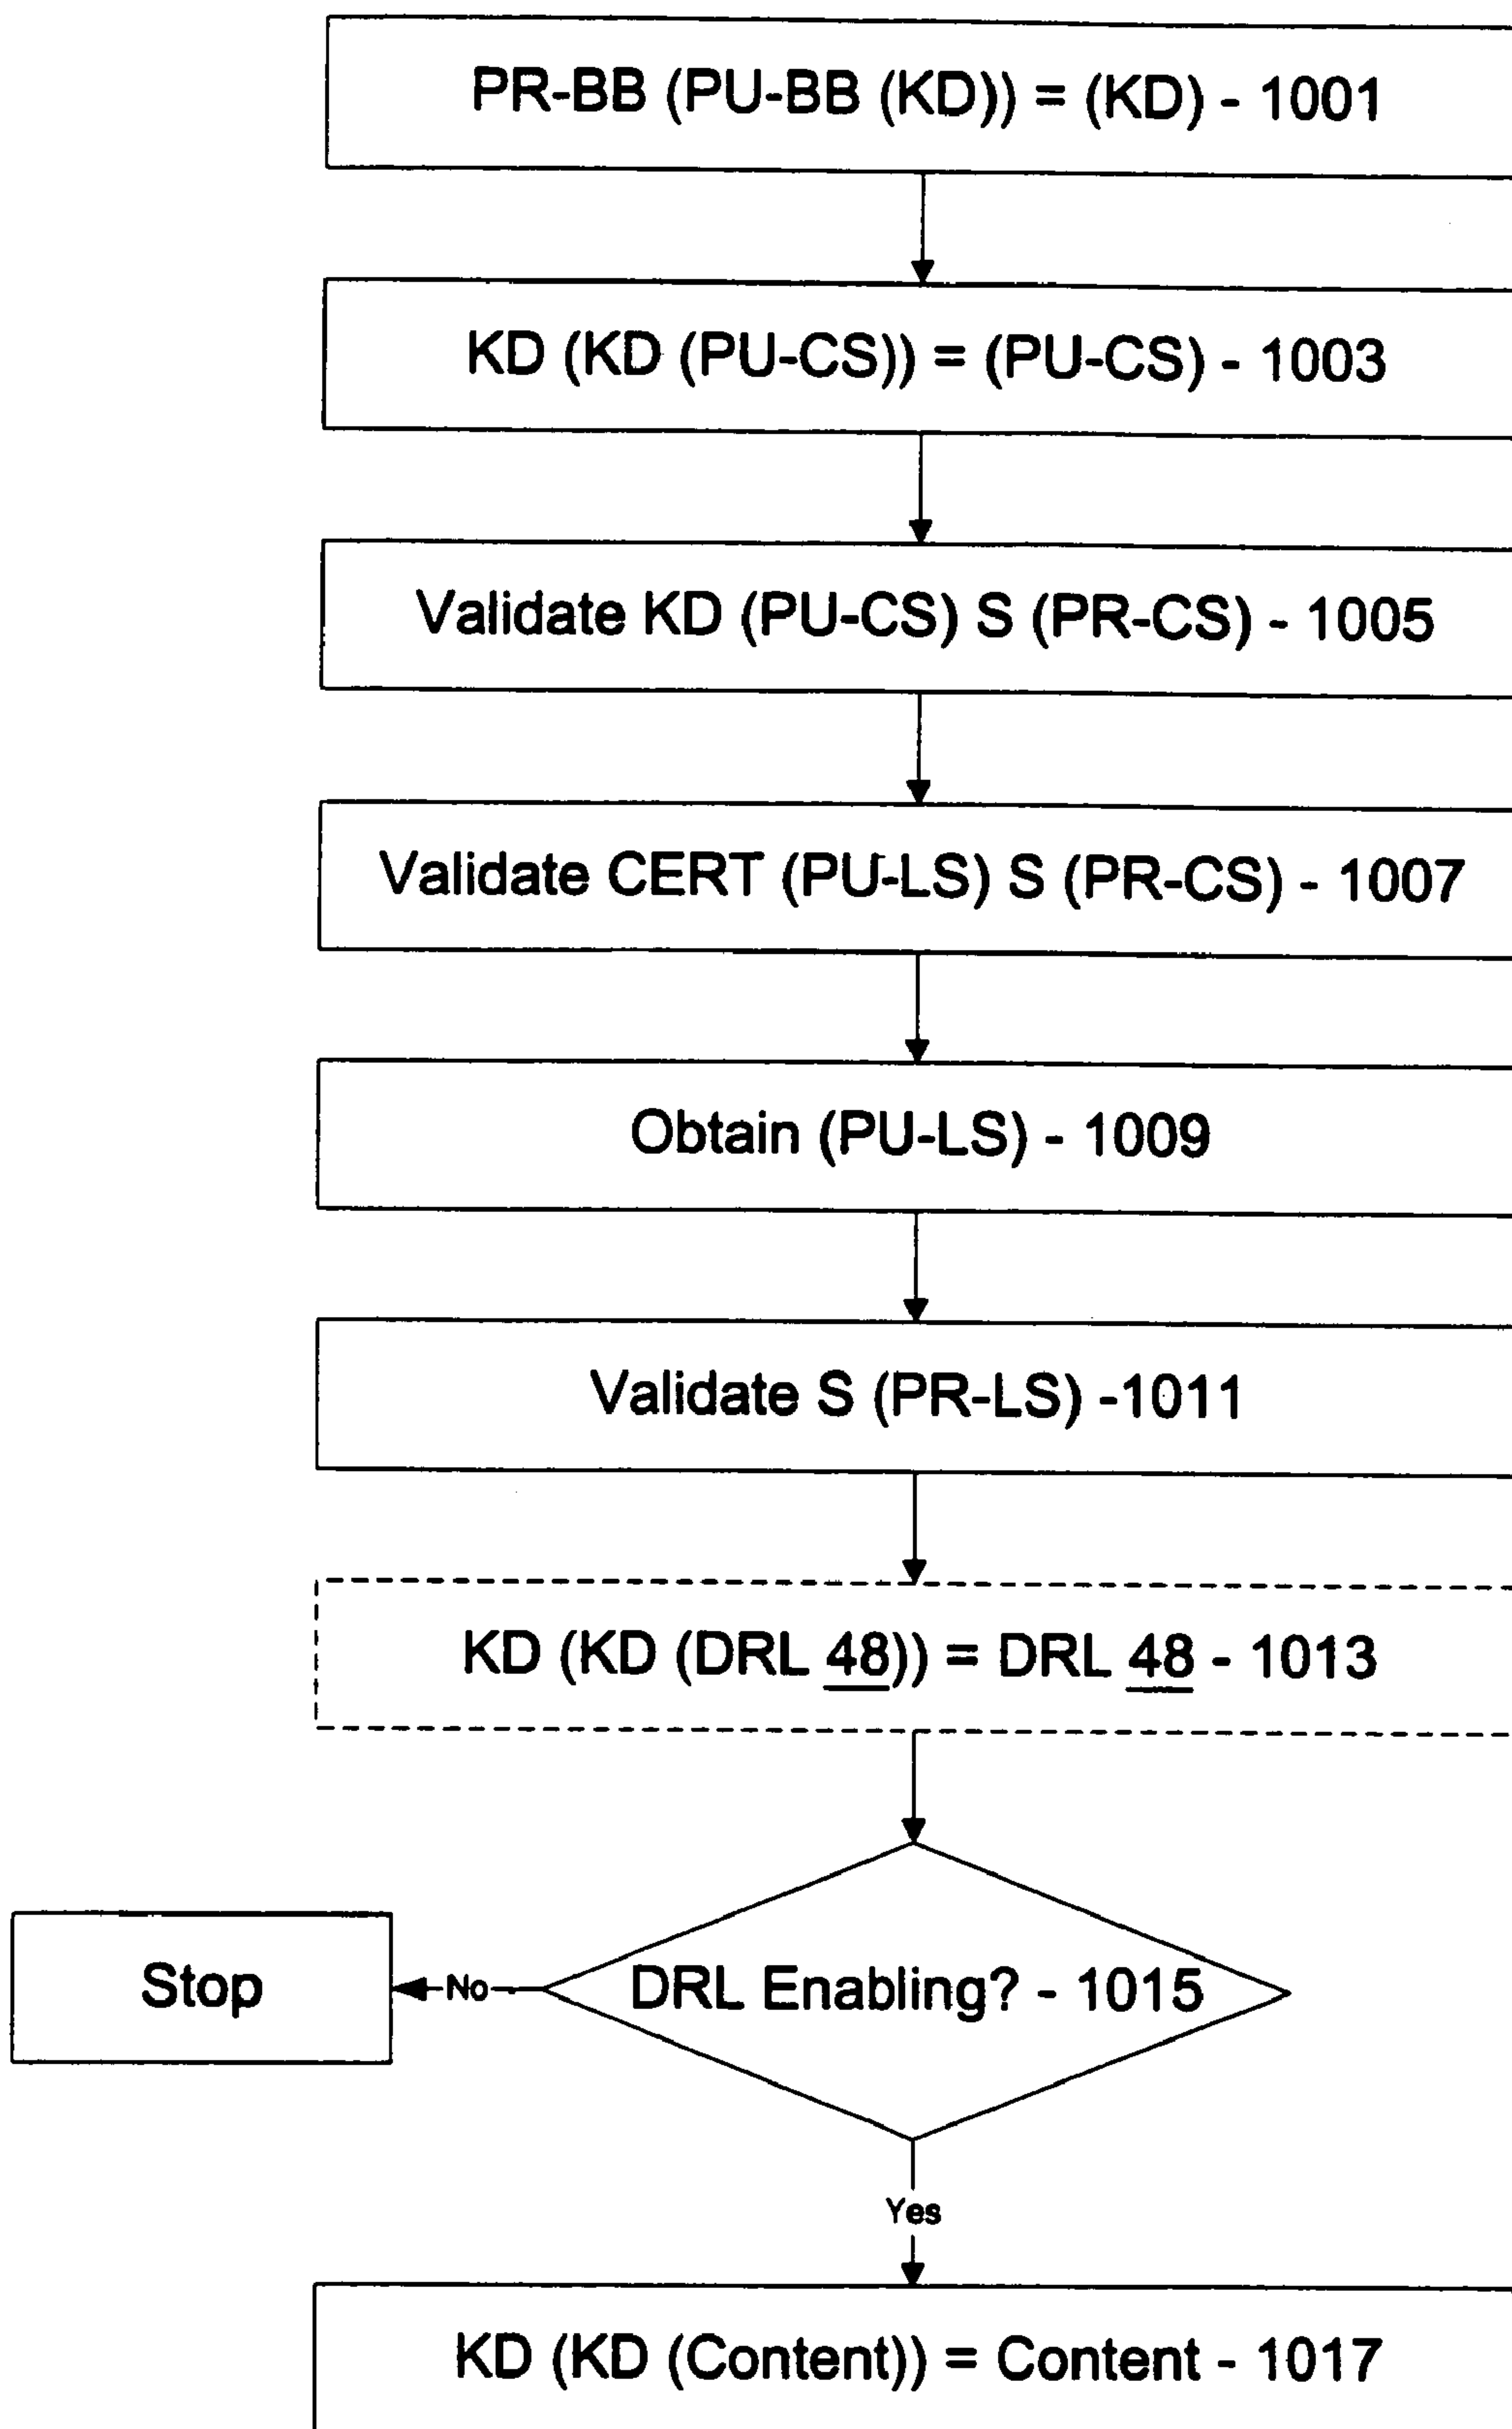 PR-BB (PU-BB (KD)) = (KD) - 1001
KD (KD (PU-CS)) = (PU-CS) - 1003
Validate KD (PU-CS) S (PR-CS) - 1005
Validate CERT (PU-LS) S (PR-CS) - 1007
Obtain (PU-LS) - 1009
Validate S (PR-LS) -1011
KD (KD (DRL 48)) = DRL 48 - 1013
DRL Enabling? - 1015
No
Stop
Yes
KD (KD (Content)) = Content - 1017